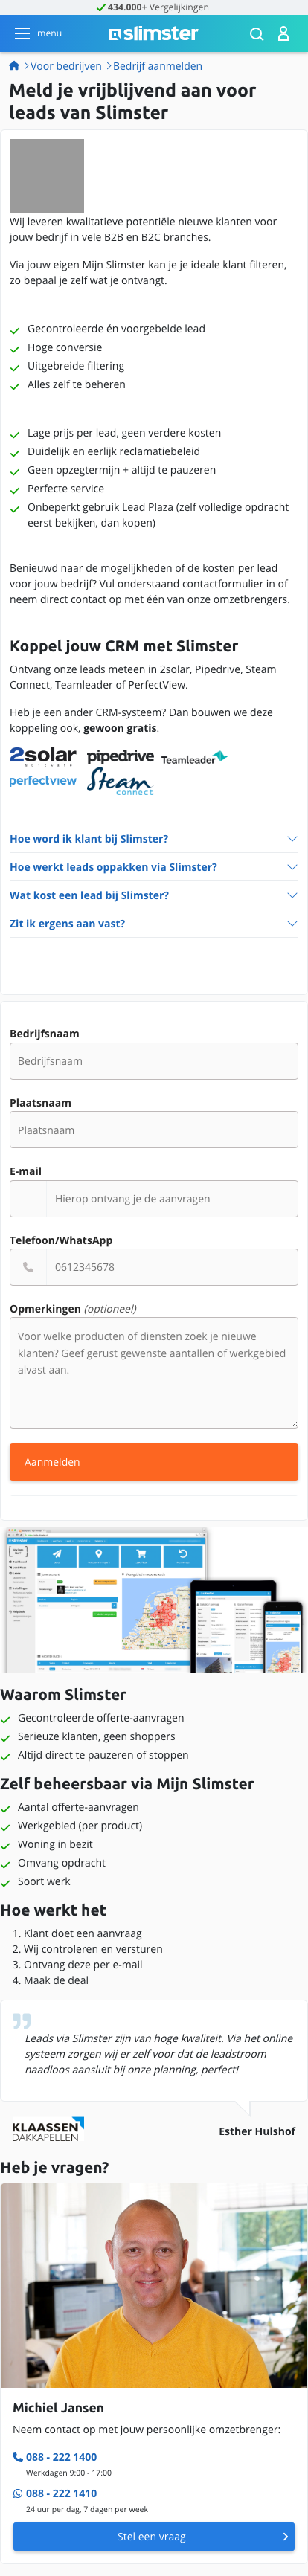 434.000+ Vergelijkingen
menu
slimster
Voor bedrijven
Bedrijf aanmelden
Meld je vrijblijvend aan voor
leads van Slimster
Wij leveren kwalitatieve potentiële nieuwe klanten voor
jouw bedrijf in vele B2B en B2C branches.
Via jouw eigen Mijn Slimster kan je je ideale klant filteren,
zo bepaal je zelf wat je ontvangt.
Gecontroleerde én voorgebelde lead
Hoge conversie
Uitgebreide filtering
Alles zelf te beheren
Lage prijs per lead, geen verdere kosten
Duidelijk en eerlijk reclamatiebeleid
Geen opzegtermijn + altijd te pauzeren
Perfecte service
Onbeperkt gebruik Lead Plaza (zelf volledige opdracht
eerst bekijken, dan kopen)
Benieuwd naar de mogelijkheden of de kosten per lead
voor jouw bedrijf? Vul onderstaand contactformulier in of
neem direct contact op met één van onze omzetbrengers.
Koppel jouw CRM met Slimster
Ontvang onze leads meteen in 2solar, Pipedrive, Steam
Connect, Teamleader of PerfectView.
Heb je een ander CRM-systeem? Dan bouwen we deze
koppeling ook, gewoon gratis.
2solar
pipedrive
Teamleader
perfectview
Steam
connect
Hoe word ik klant bij Slimster?
Hoe werkt leads oppakken via Slimster?
Wat kost een lead bij Slimster?
Zit ik ergens aan vast?
Bedrijfsnaam
Bedrijfsnaam
Plaatsnaam
Plaatsnaam
E-mail
Hierop ontvang je de aanvragen
Telefoon/WhatsApp
0612345678
Opmerkingen (optioneel)
Voor welke producten of diensten zoek je nieuwe
klanten? Geef gerust gewenste aantallen of werkgebied
alvast aan.
Aanmelden
Waarom Slimster
Gecontroleerde offerte-aanvragen
Serieuze klanten, geen shoppers
Altijd direct te pauzeren of stoppen
Zelf beheersbaar via Mijn Slimster
Aantal offerte-aanvragen
Werkgebied (per product)
Woning in bezit
Omvang opdracht
Soort werk
Hoe werkt het
1. Klant doet een aanvraag
2. Wij controleren en versturen
3. Ontvang deze per e-mail
4. Maak de deal
Leads via Slimster zijn van hoge kwaliteit. Via het online
systeem zorgen wij er zelf voor dat de leadstroom
naadloos aansluit bij onze planning, perfect!
KLAASSEN
DAKKAPELLEN
Esther Hulshof
Heb je vragen?
Michiel Jansen
Neem contact op met jouw persoonlijke omzetbrenger:
088 - 222 1400
Werkdagen 9:00 - 17:00
088 - 222 1410
24 uur per dag, 7 dagen per week
Stel een vraag